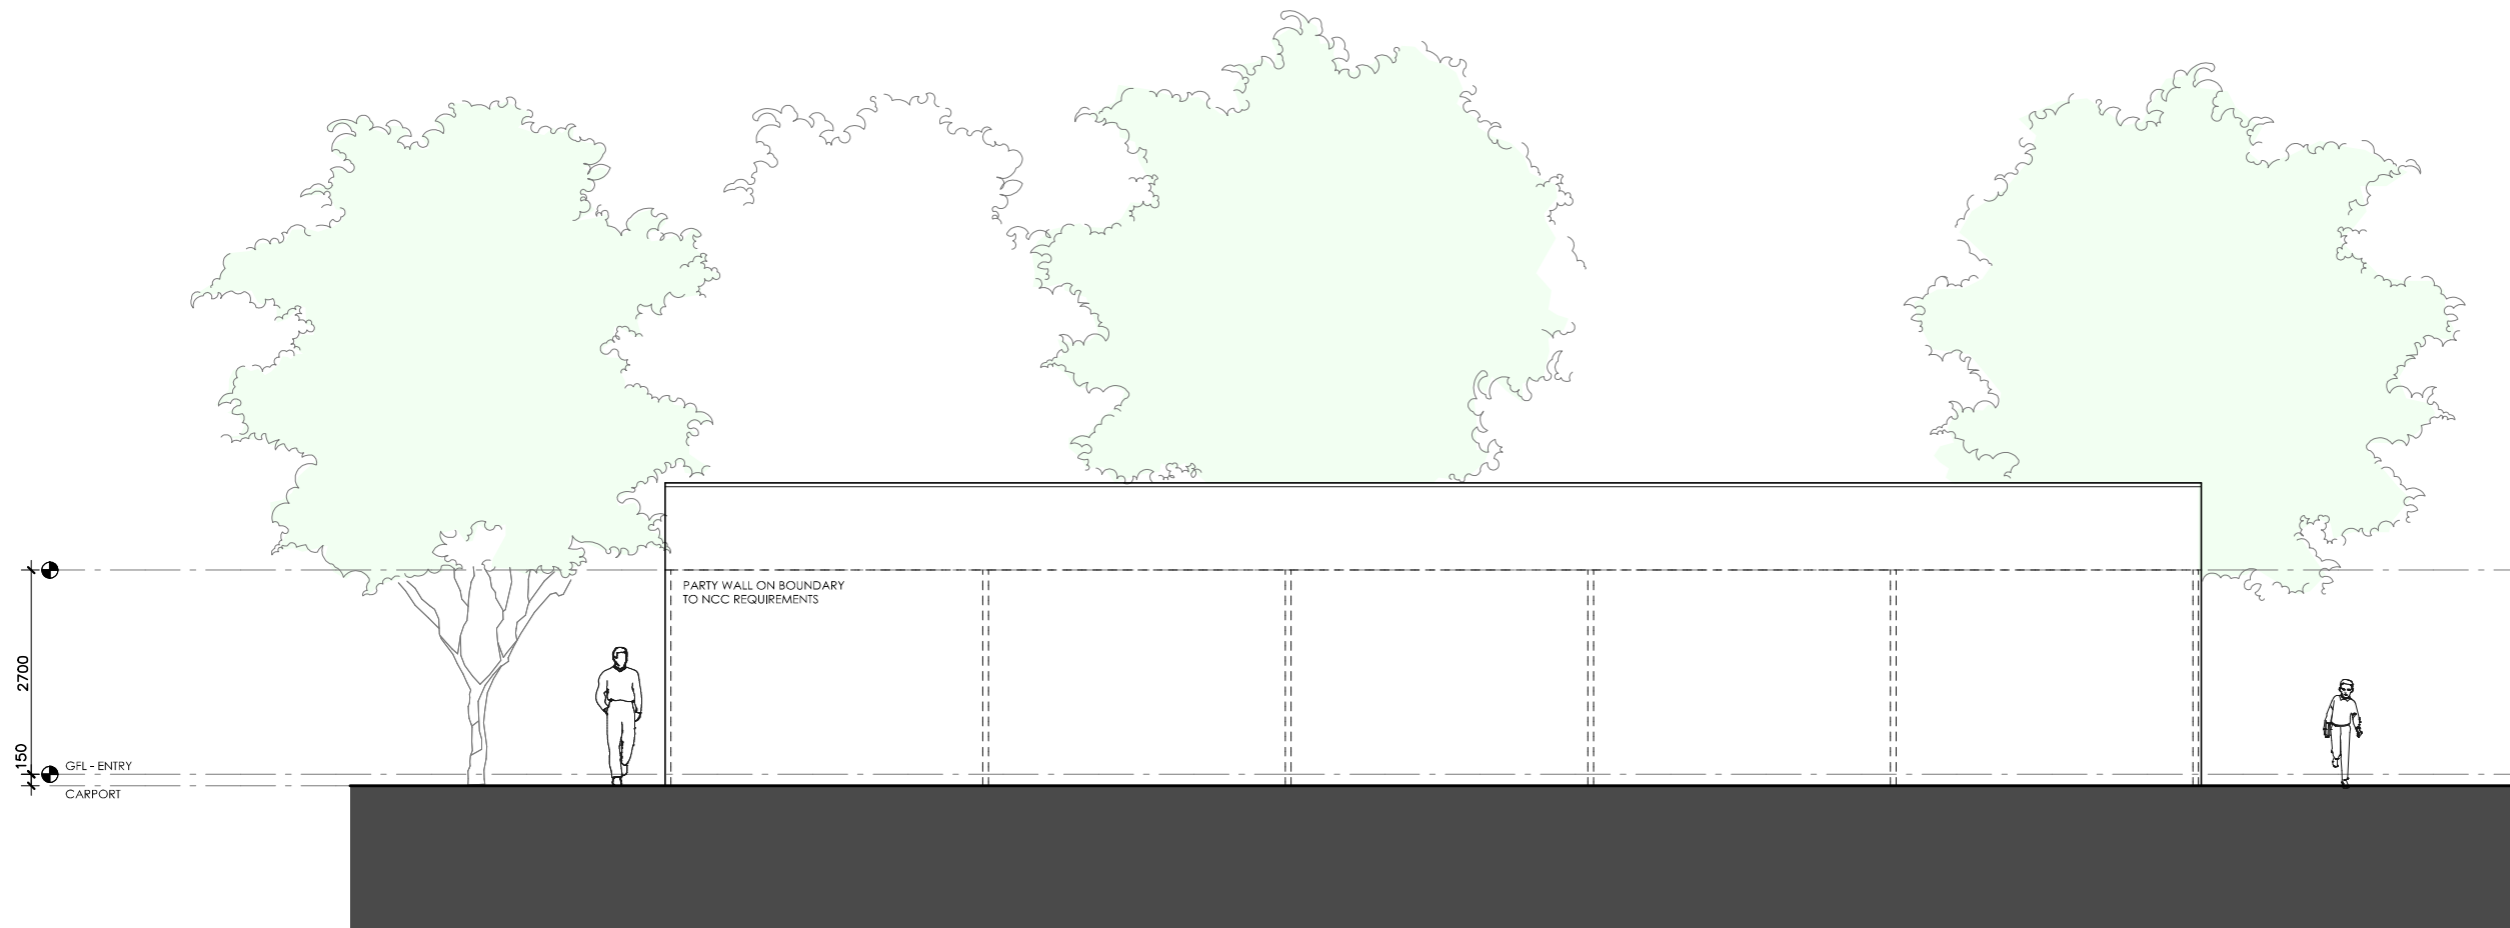 PARTY WALL ON BOUNDARY
TO NCC REQUIREMENTS
2700
150
GFL - ENTRY
CARPORT